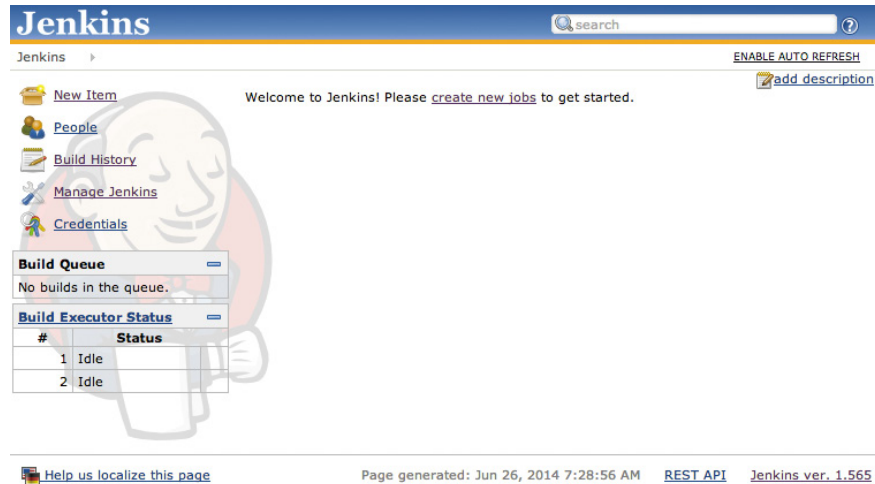 Jenkins
search
Jenkins
ENABLE AUTO REFRESH
add description
New Item
People
Build History
Manage Jenkins
Credentials
Welcome to Jenkins! Please create new jobs to get started.
Build Queue
No builds in the queue.
Build Executor Status
# Status
1 Idle
2 Idle
Help us localize this page
Page generated: Jun 26, 2014 7:28:56 AM
REST API
Jenkins ver. 1.565